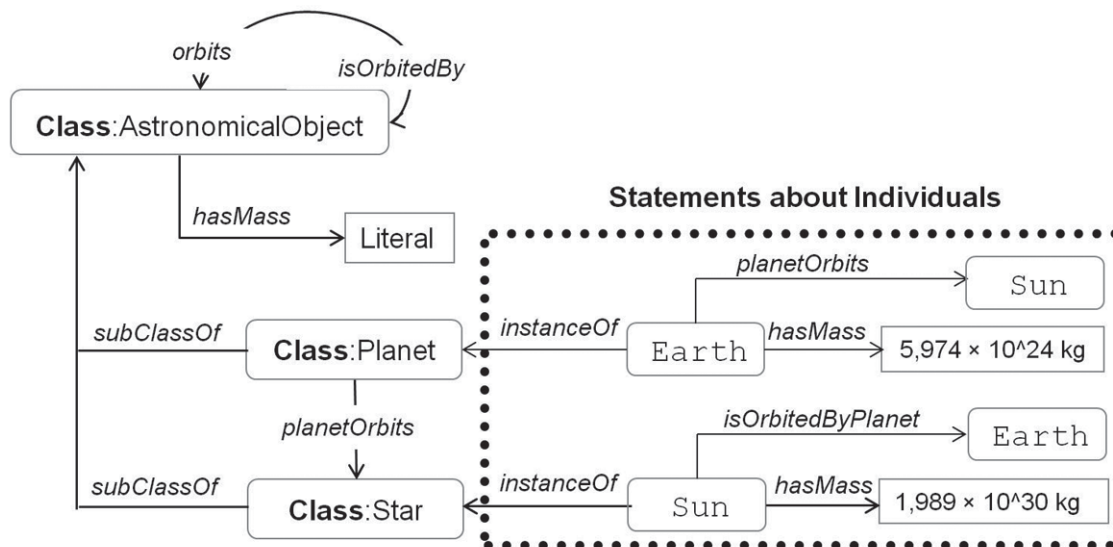 orbits
isOrbitedBy
Class:AstronomicalObject
hasMass
Literal
Statements about Individuals
planetOrbits
Sun
subClassOf
Class:Planet
instanceOf
Earth
hasMass
5,974 × 10^24 kg
planetOrbits
isOrbitedByPlanet
Earth
subClassOf
Class:Star
instanceOf
Sun
hasMass
1,989 × 10^30 kg